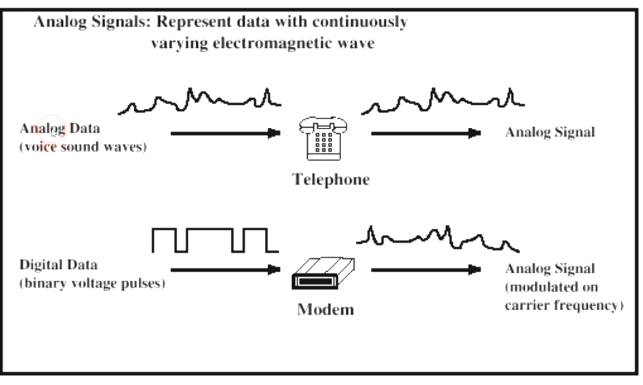 Analog Signals: Represent data with continuously
varying electromagnetic wave
Analog Data
(voice sound waves)
Analog Signal
Telephone
Digital Data
(binary voltage pulses)
Analog Signal
(modulated on
carrier frequency)
Modem